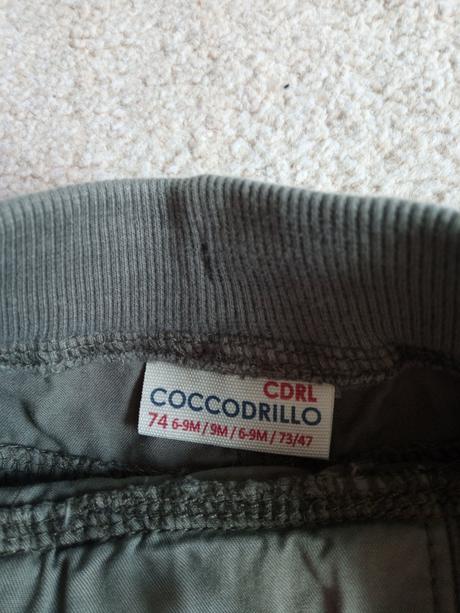 CDRL
COCCODRILLO
74 6-9M / 9M / 6-9M / 73/47